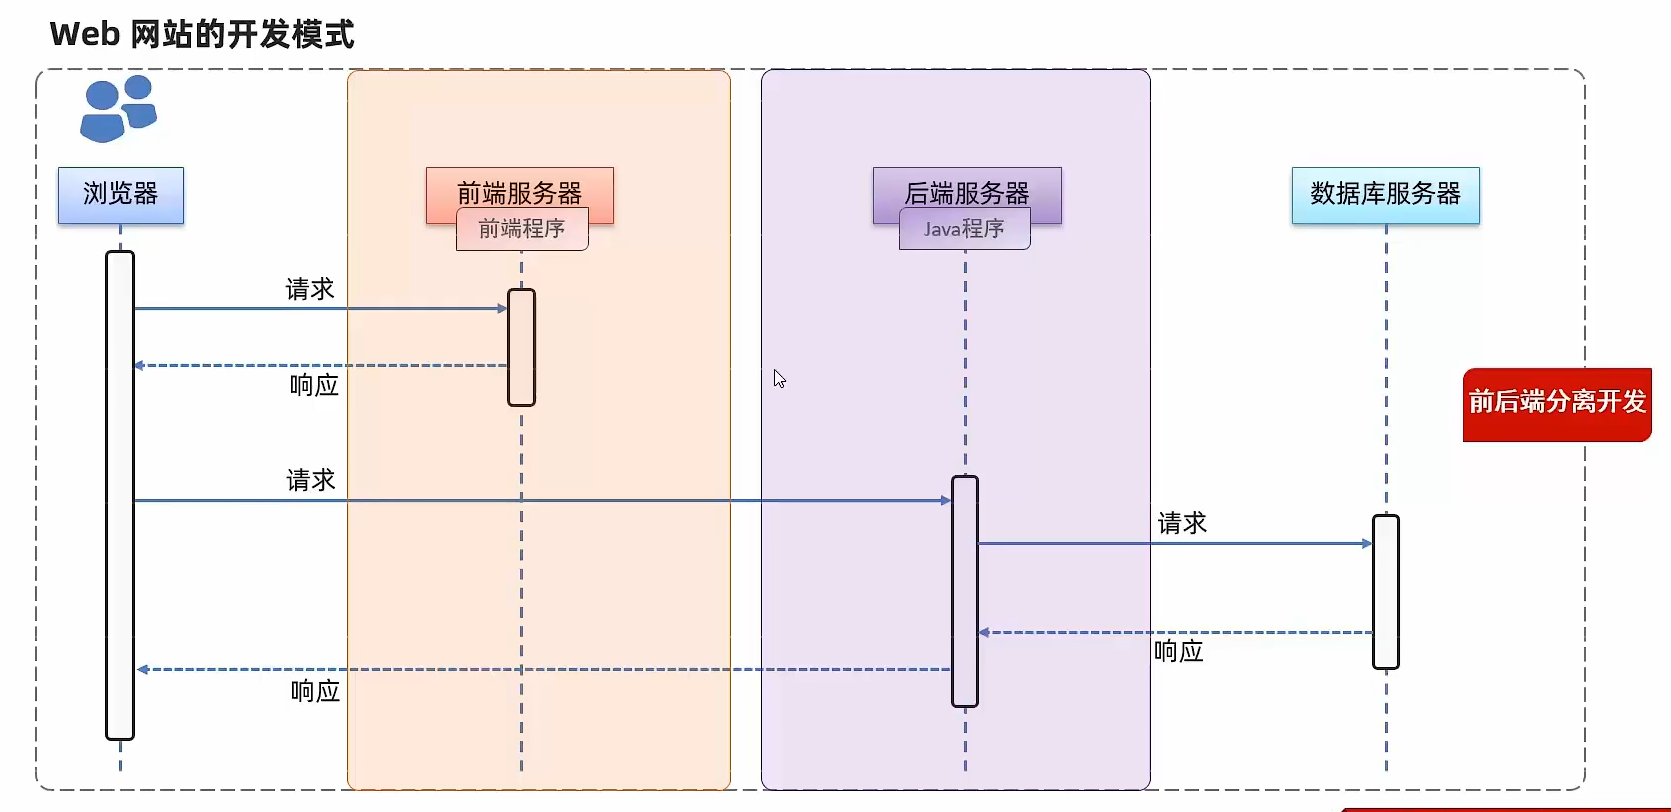 Web 网站的开发模式
浏览器
前端服务器
前端程序
后端服务器
Java程序
数据库服务器
请求
响应
前后端分离开发
请求
请求
响应
响应